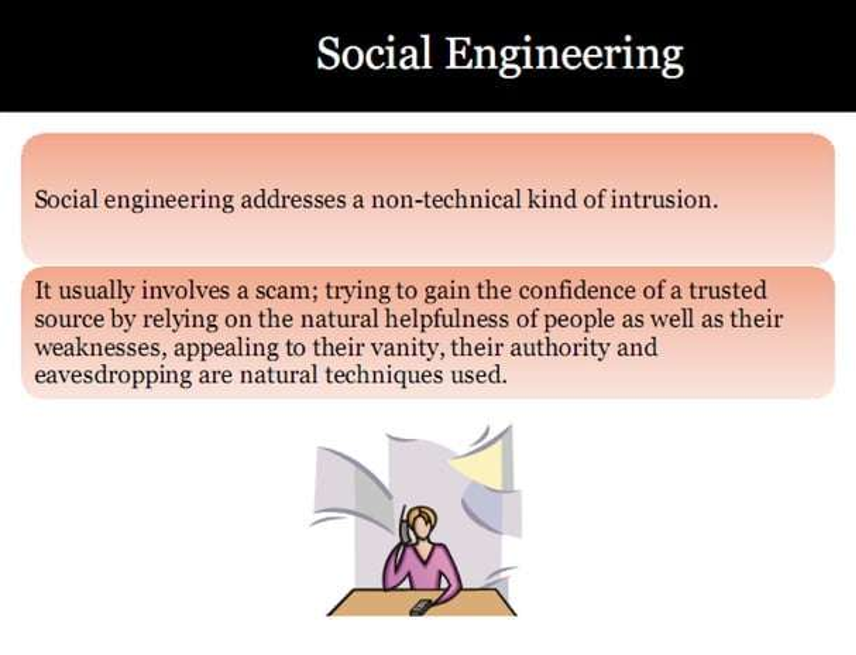 Social Engineering
Social engineering addresses a non-technical kind of intrusion.
It usually involves a scam; trying to gain the confidence of a trusted
source by relying on the natural helpfulness of people as well as their
weaknesses, appealing to their vanity, their authority and
eavesdropping are natural techniques used.